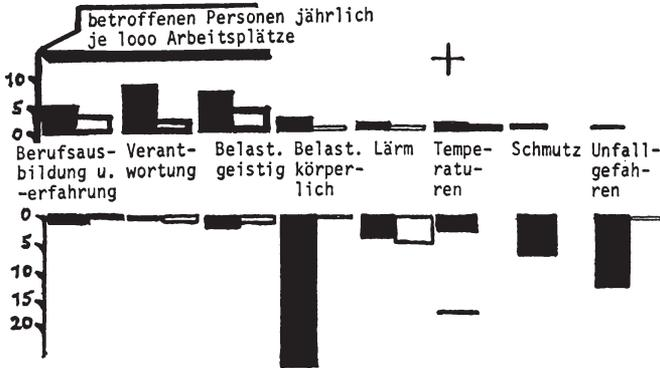 betroffenen Personen jährlich
je 1000 Arbeitsplätze
+
10
5
0
Berufsaus- Verant- Belast. Belast. Lärm Tempe- Schmutz Unfall-
bildung u. wortung geistig körper- ratu- gefah-
-erfahrung lich ren ren
0
5
10
15
20